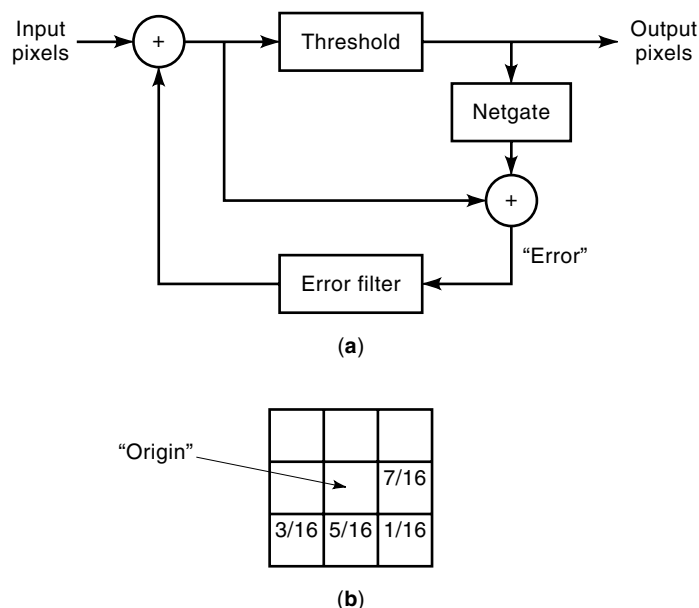 Input
pixels
+
Threshold
Output
pixels
Netgate
+
“Error”
Error filter
(a)
“Origin”
7/16
3/16 5/16 1/16
(b)